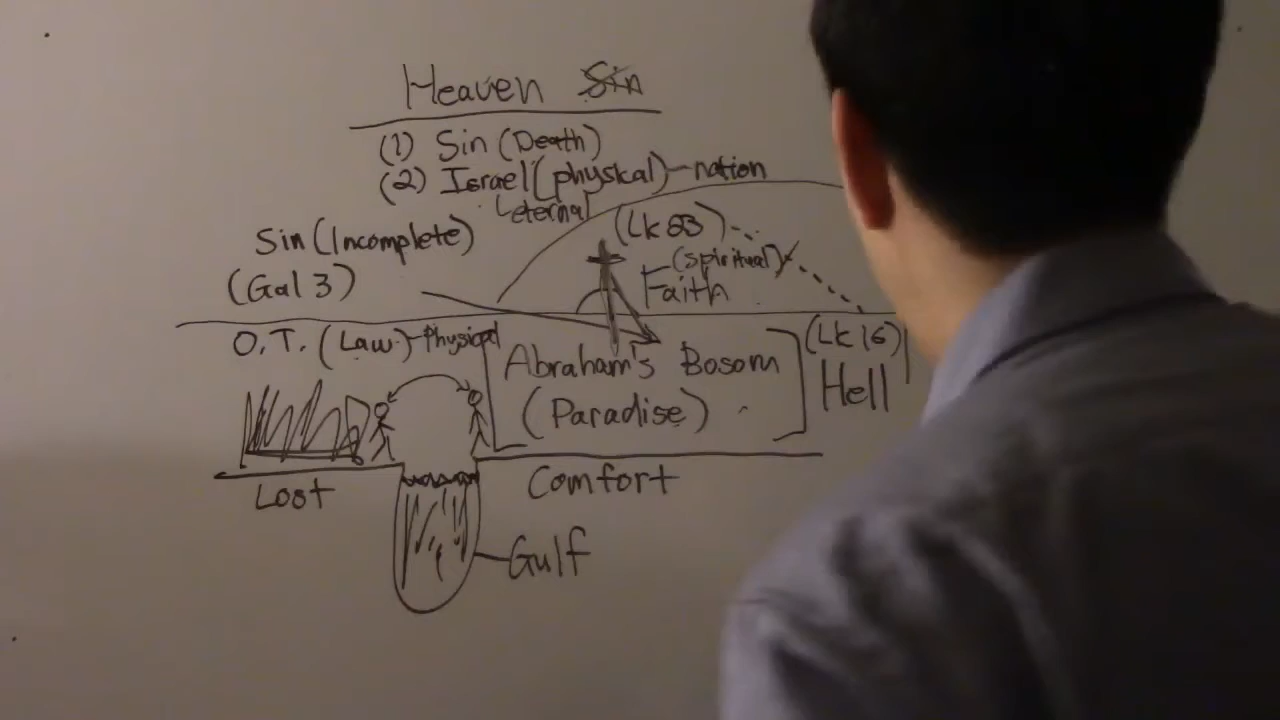 Heaven Sin
(1) Sin (Death)
(2) Israel (physkal) - nation
eternal
(Lk 23)
Sin (Incomplete)
(spiritual)
(Gal 3)
Faith
O.T. (Law) - Physical
(Lk 16)
Abraham's Bosom
Hell
(Paradise)
Lost
Comfort
Gulf